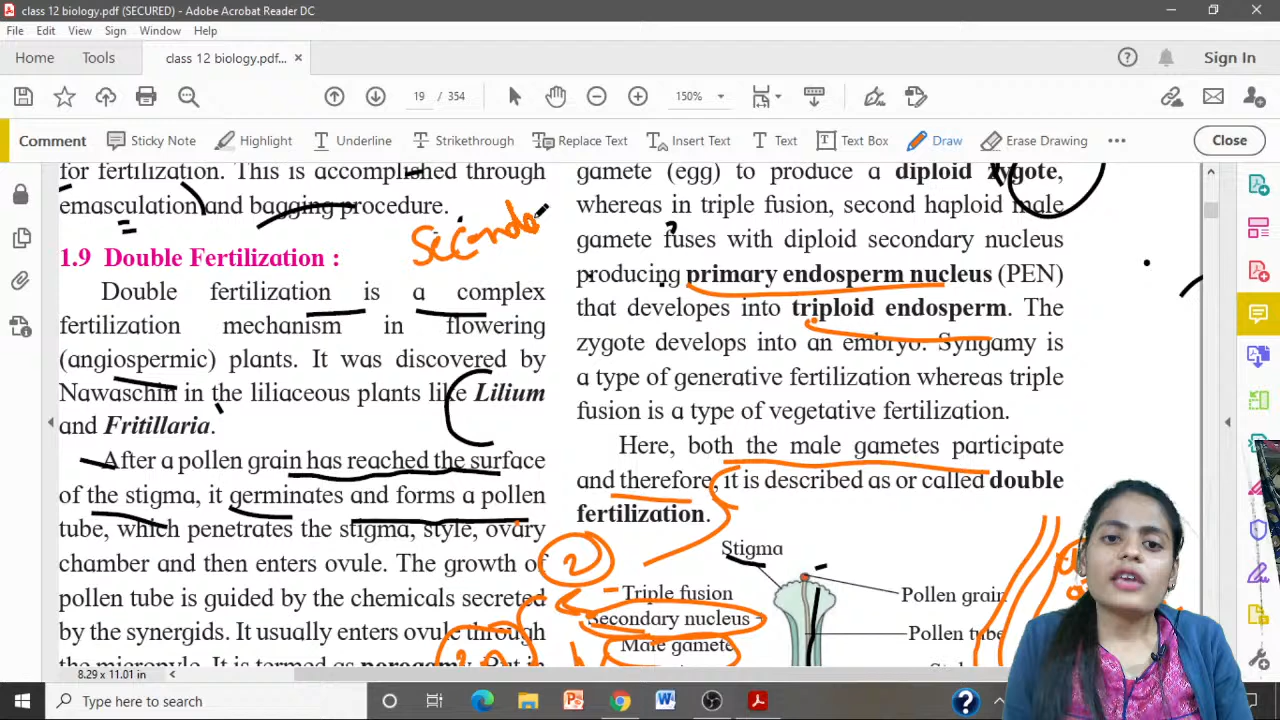 class 12 biology.pdf (SECURED) - Adobe Acrobat Reader DC
File Edit View Sign Window Help
Home Tools class 12 biology.pdf... × Sign In
19 / 354 150%
Comment Sticky Note Highlight Underline Strikethrough Replace Text Insert Text Text Text Box Draw Erase Drawing Close
for fertilization. This is accomplished through
emasculation and bagging procedure.
1.9 Double Fertilization :
Double fertilization is a complex
fertilization mechanism in flowering
(angiospermic) plants. It was discovered by
Nawaschin in the liliaceous plants like Lilium
and Fritillaria.
After a pollen grain has reached the surface
of the stigma, it germinates and forms a pollen
tube, which penetrates the stigma, style, ovary
chamber and then enters ovule. The growth of
pollen tube is guided by the chemicals secreted
by the synergids. It usually enters ovule through
the micropyle. It is termed as porogamy. But in
gamete (egg) to produce a diploid zygote,
whereas in triple fusion, second haploid male
gamete fuses with diploid secondary nucleus
producing primary endosperm nucleus (PEN)
that developes into triploid endosperm. The
zygote develops into an embryo. Syngamy is
a type of generative fertilization whereas triple
fusion is a type of vegetative fertilization.
Here, both the male gametes participate
and therefore, it is described as or called double
fertilization.
Stigma
Triple fusion
Secondary nucleus
Male gamete
Pollen grain
Pollen tube
Seconda
2
8.29 x 11.01 in
Type here to search